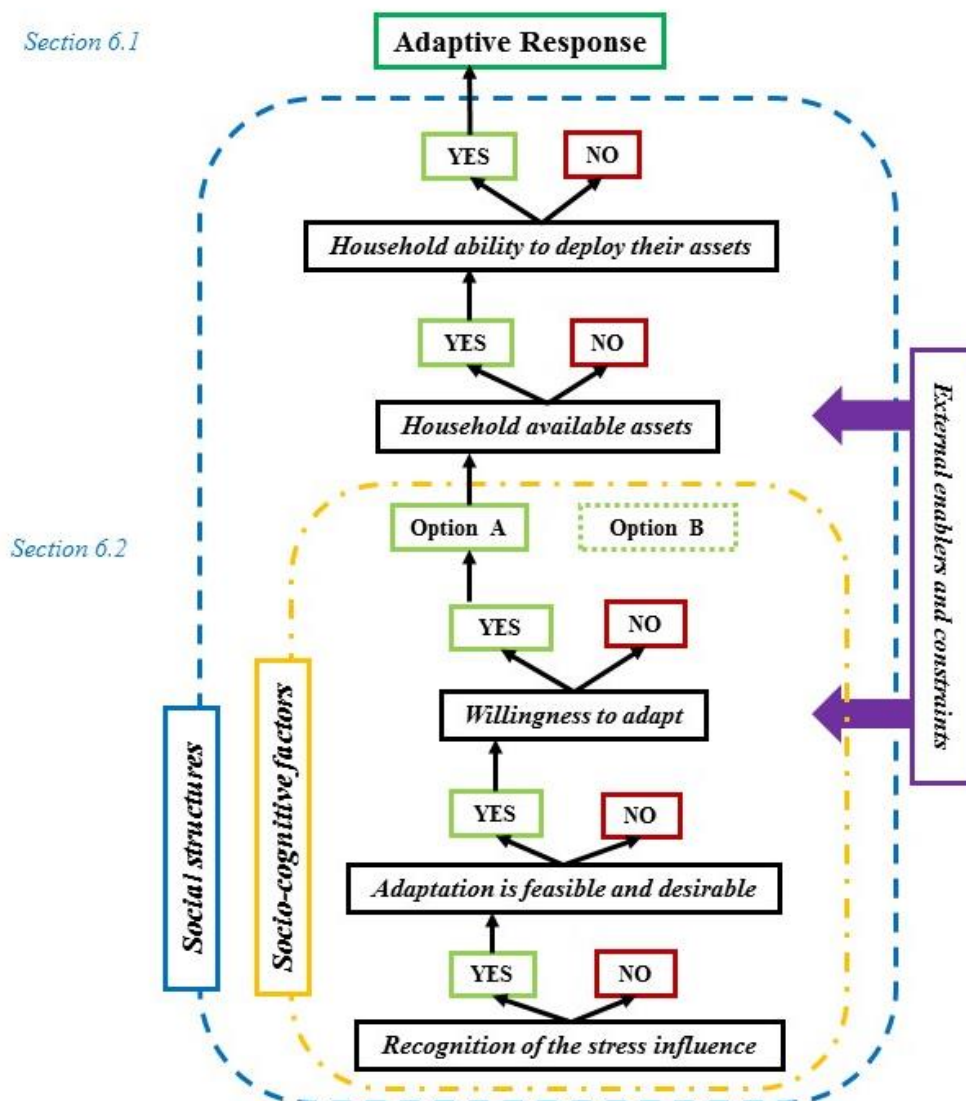 Section 6.1
Adaptive Response
YES
NO
Household ability to deploy their assets
YES
NO
Household available assets
Option A
Option B
Section 6.2
YES
NO
Willingness to adapt
YES
NO
Adaptation is feasible and desirable
YES
NO
Recognition of the stress influence
Social structures
Socio-cognitive factors
External enablers and constraints